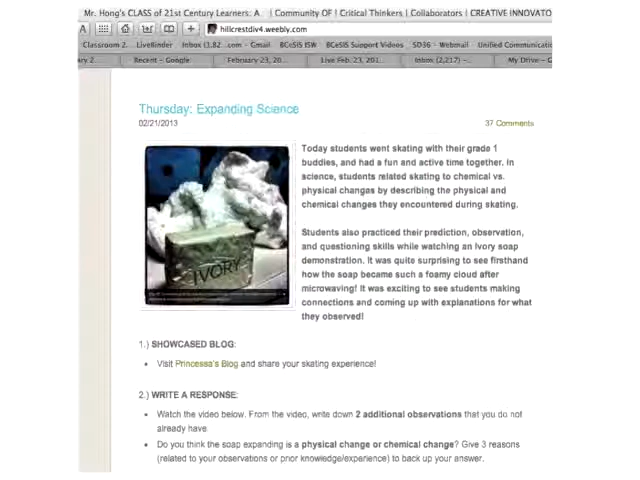 Mr. Hong's CLASS of 21st Century Learners: A | Community OF | Critical Thinkers | Collaborators | CREATIVE INNOVATO
A hillcrestdiv4.weebly.com
Classroom 2. LiveBinder Inbox (1,82 .com – Gmail BCeSIS ISW BCeSIS Support Videos SD36 – Webmail Unified Communicatic
ary 2 Recent – Google February 23, 20... Live Feb. 23, 201... Inbox (2,217) –... My Drive – G
Thursday: Expanding Science
02/21/2013 37 Comments
Today students went skating with their grade 1
buddies, and had a fun and active time together. In
science, students related skating to chemical vs.
physical changes by describing the physical and
chemical changes they encountered during skating.
IVORY
Students also practiced their prediction, observation,
and questioning skills while watching an Ivory soap
demonstration. It was quite surprising to see firsthand
how the soap became such a foamy cloud after
microwaving! It was exciting to see students making
connections and coming up with explanations for what
they observed!
1.) SHOWCASED BLOG:
• Visit Princessa's Blog and share your skating experience!
2.) WRITE A RESPONSE:
• Watch the video below. From the video, write down 2 additional observations that you do not
already have
• Do you think the soap expanding is a physical change or chemical change? Give 3 reasons
(related to your observations or prior knowledge/experience) to back up your answer.